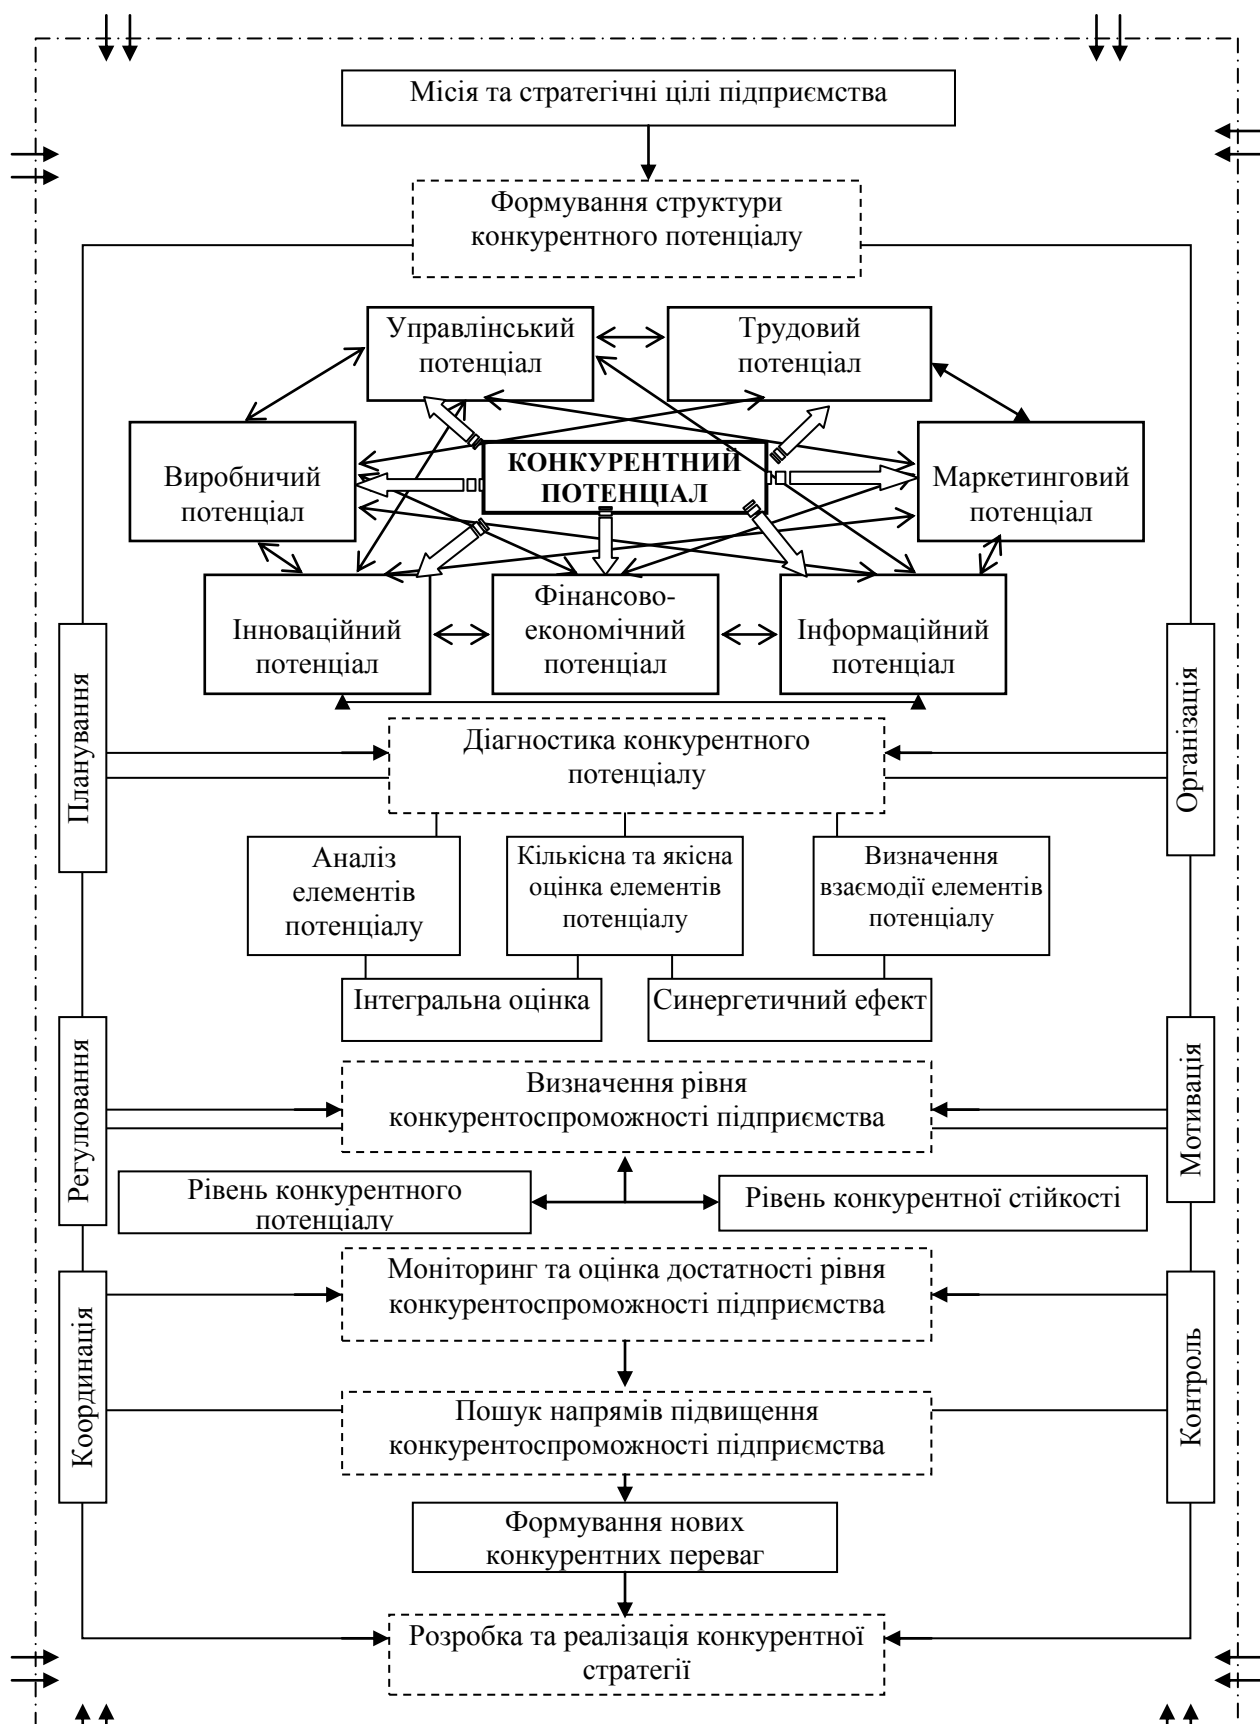 Місія та стратегічні цілі підприємства
Формування структури
конкурентного потенціалу
Управлінський
потенціал
Трудовий
потенціал
Виробничий
потенціал
КОНКУРЕНТНИЙ
ПОТЕНЦІАЛ
Маркетинговий
потенціал
Інноваційний
потенціал
Фінансово-
економічний
потенціал
Інформаційний
потенціал
Планування
Організація
Діагностика конкурентного
потенціалу
Аналіз
елементів
потенціалу
Кількісна та якісна
оцінка елементів
потенціалу
Визначення
взаємодії елементів
потенціалу
Інтегральна оцінка
Синергетичний ефект
Регулювання
Мотивація
Визначення рівня
конкурентоспроможності підприємства
Рівень конкурентного
потенціалу
Рівень конкурентної стійкості
Координація
Контроль
Моніторинг та оцінка достатності рівня
конкурентоспроможності підприємства
Пошук напрямів підвищення
конкурентоспроможності підприємства
Формування нових
конкурентних переваг
Розробка та реалізація конкурентної
стратегії